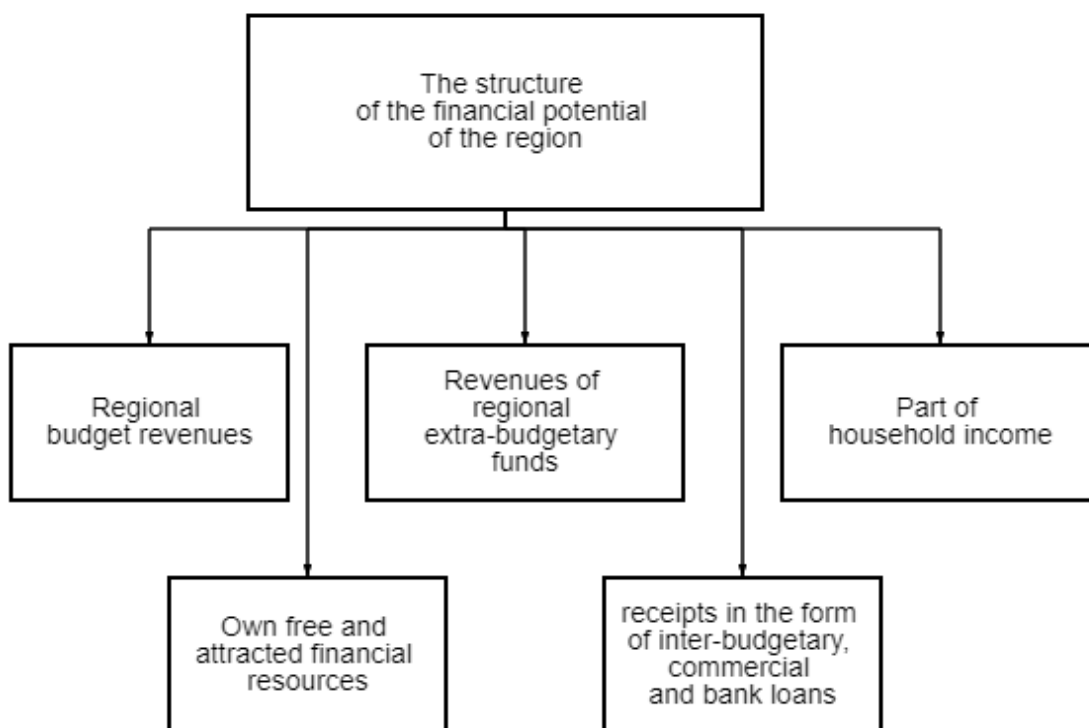 The structure
of the financial potential
of the region
Regional
budget revenues
Revenues of
regional
extra-budgetary
funds
Part of
household income
Own free and
attracted financial
resources
receipts in the form
of inter-budgetary,
commercial
and bank loans